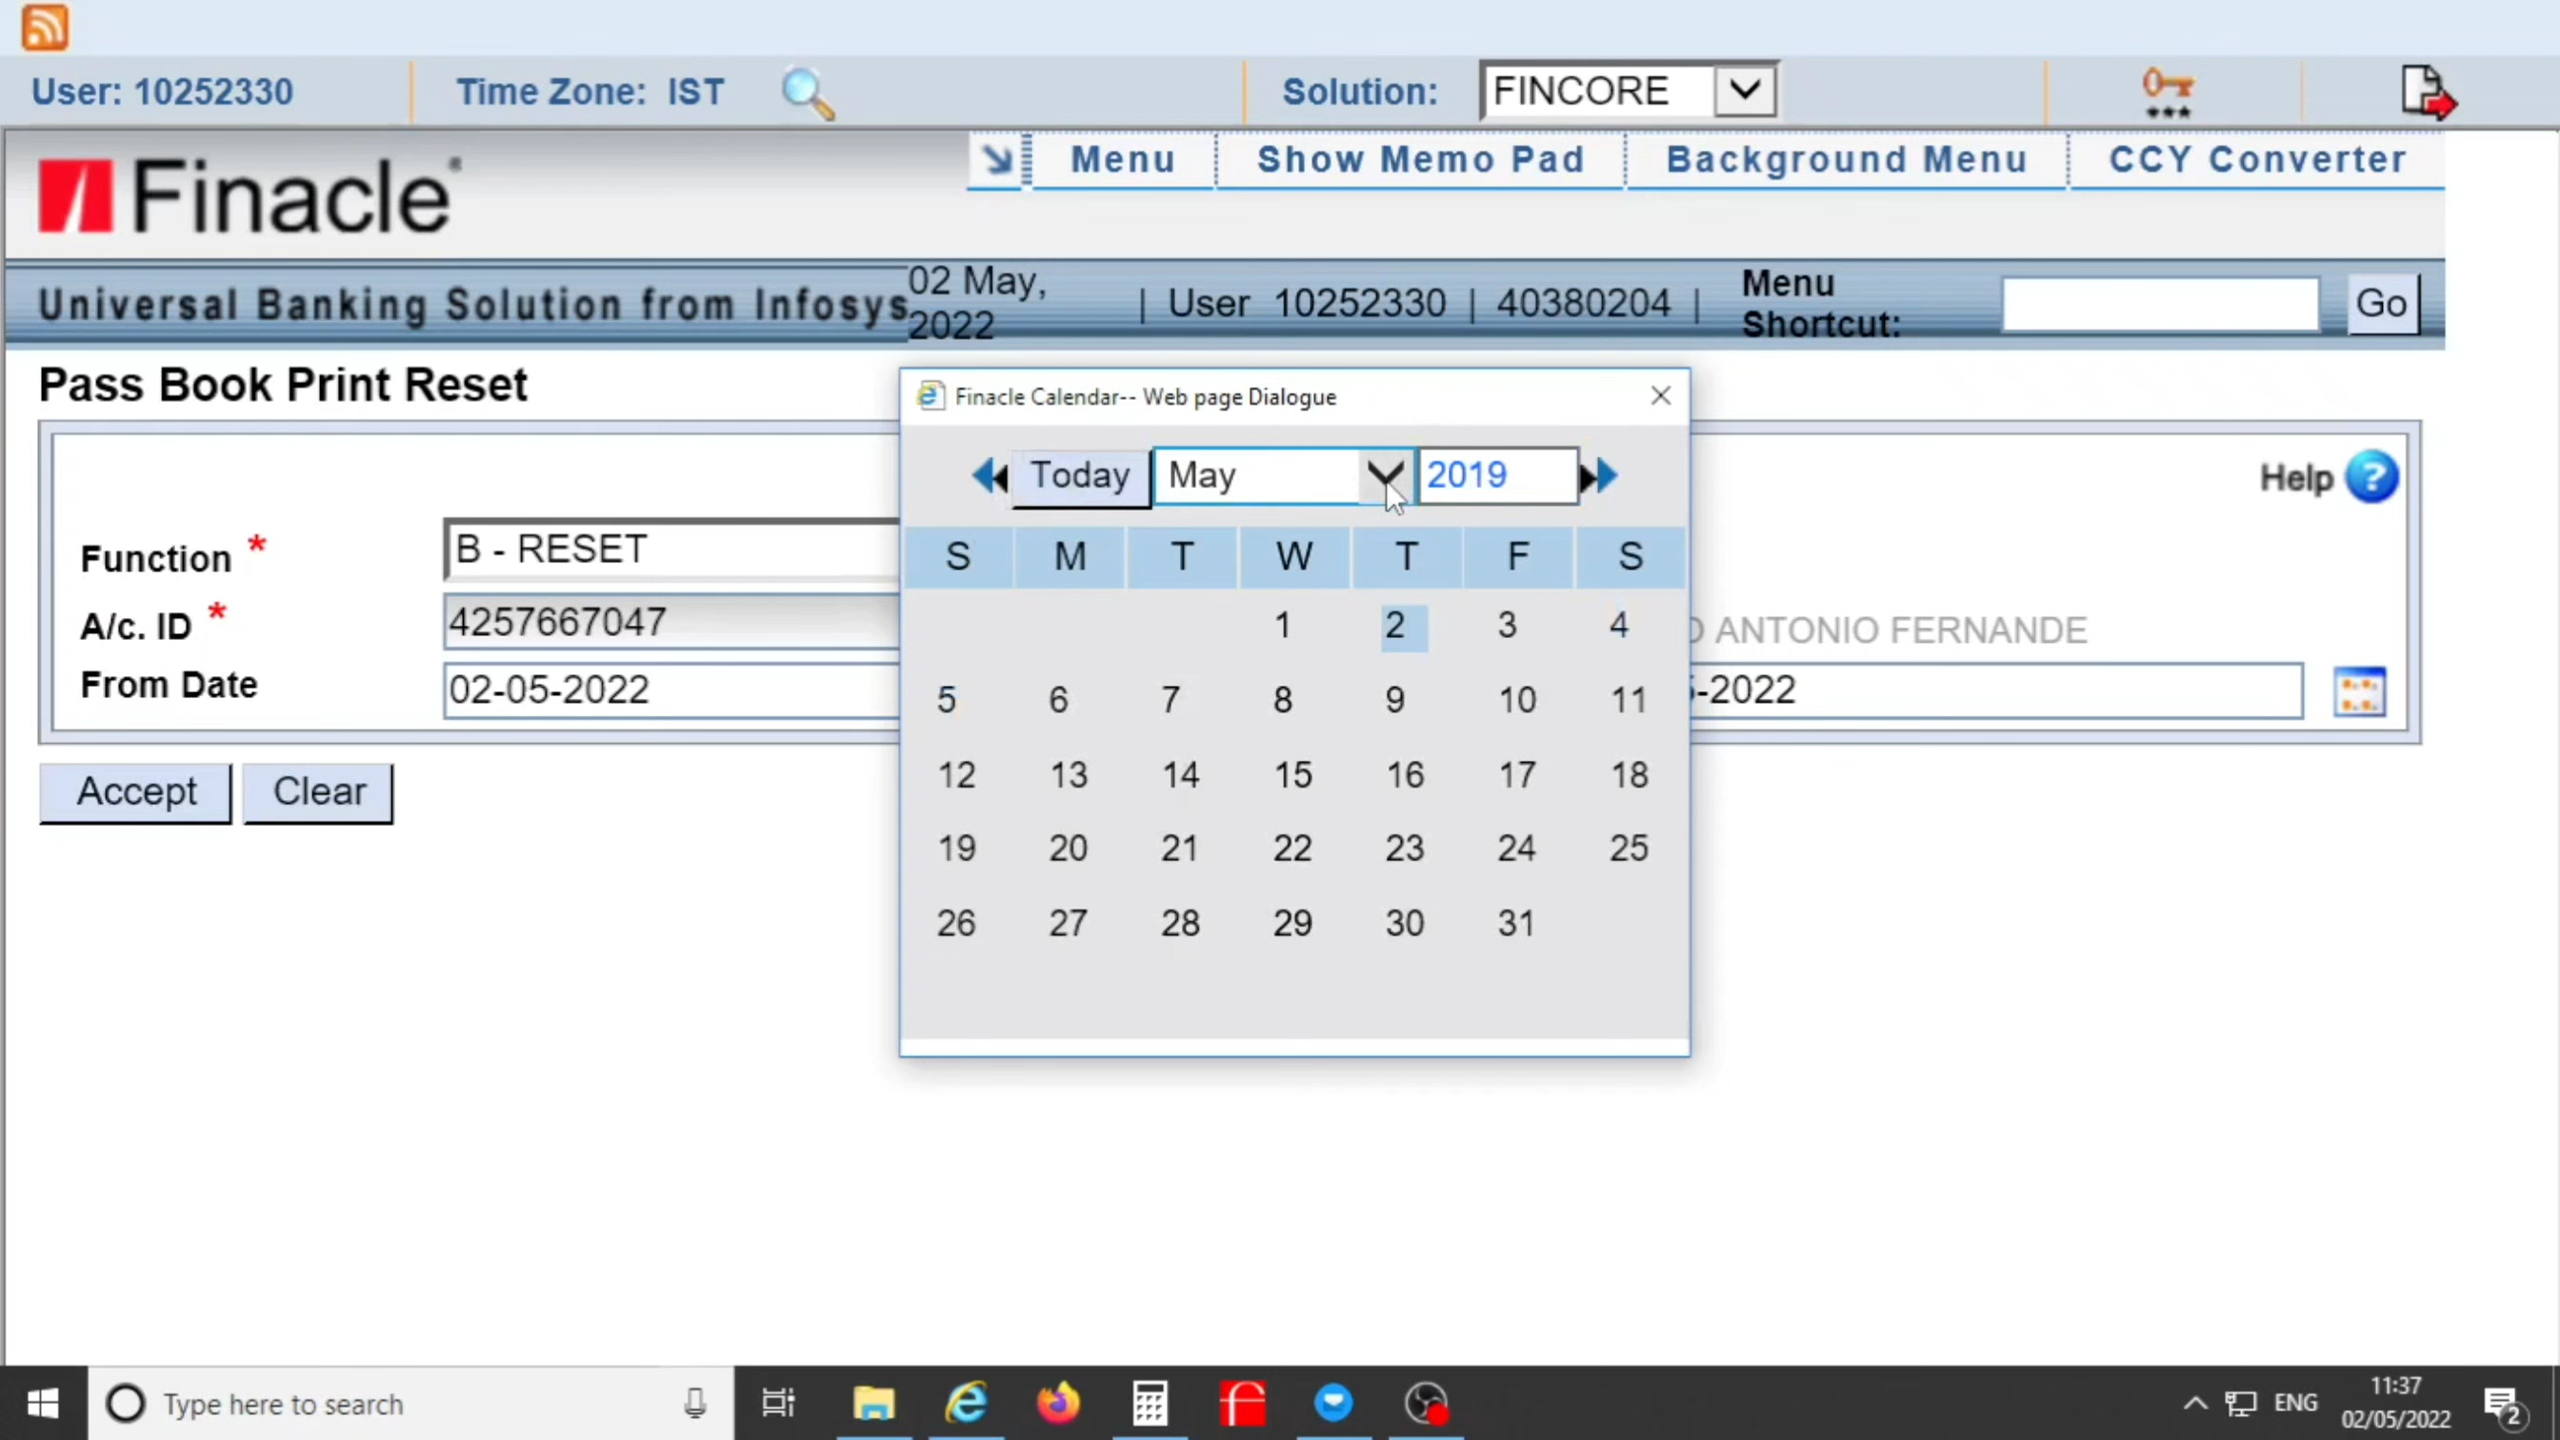 User: 10252330
Time Zone: IST
Solution: FINCORE
Finacle
Menu
Show Memo Pad
Background Menu
CCY Converter
Universal Banking Solution from Infosys
02 May, 2022
| User 10252330 | 40380204 |
Menu Shortcut:
Go
Pass Book Print Reset
Help ?
Function * B - RESET
A/c. ID * 4257667047
ANTONIO FERNANDE
From Date 02-05-2022
-2022
Accept
Clear
Finacle Calendar-- Web page Dialogue
Today May 2019
S M T W T F S
1 2 3 4
5 6 7 8 9 10 11
12 13 14 15 16 17 18
19 20 21 22 23 24 25
26 27 28 29 30 31
Type here to search
ENG
11:37
02/05/2022
2